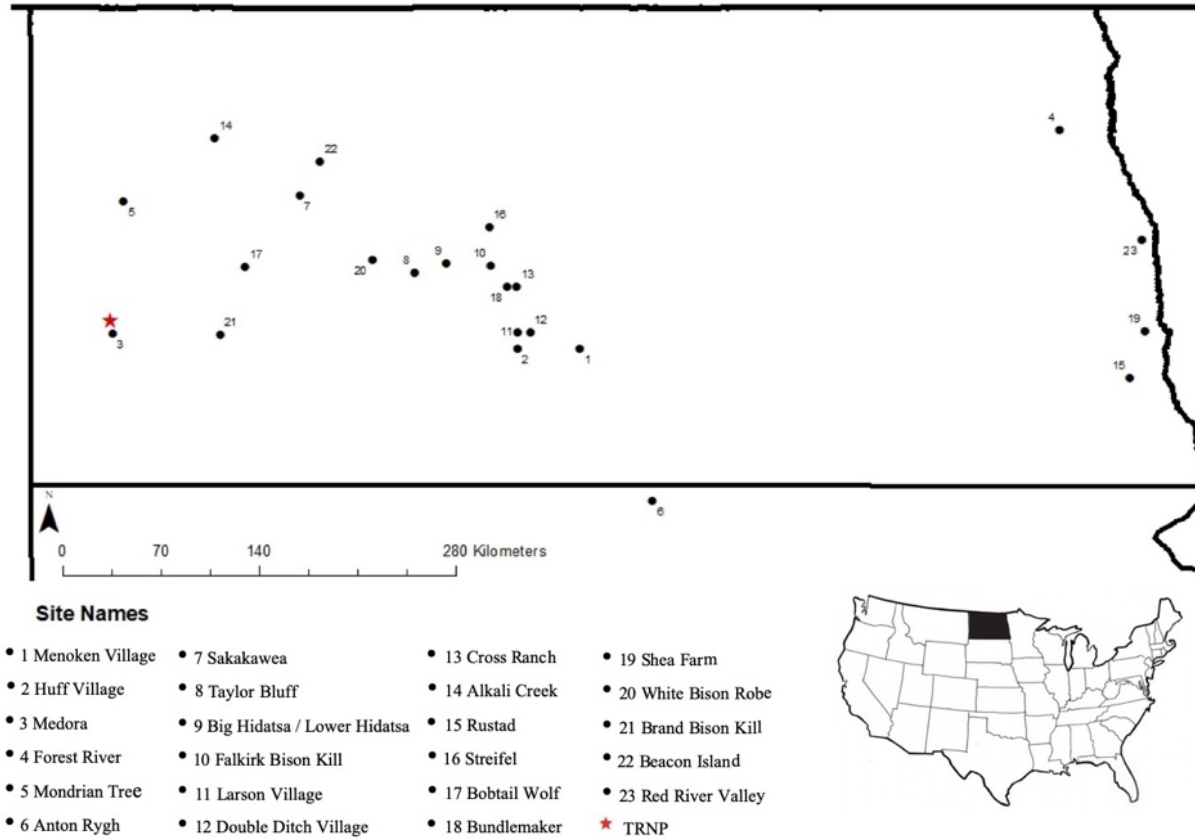 14
4
22
5
7
16
23
17
9
10
20
8
13
18
19
3
21
11
12
2
1
15
6
N
0 70 140 280 Kilometers
Site Names
1 Menoken Village
2 Huff Village
3 Medora
4 Forest River
5 Mondrian Tree
6 Anton Rygh
7 Sakakawea
8 Taylor Bluff
9 Big Hidatsa / Lower Hidatsa
10 Falkirk Bison Kill
11 Larson Village
12 Double Ditch Village
13 Cross Ranch
14 Alkali Creek
15 Rustad
16 Streifel
17 Bobtail Wolf
18 Bundlemaker
19 Shea Farm
20 White Bison Robe
21 Brand Bison Kill
22 Beacon Island
23 Red River Valley
TRNP